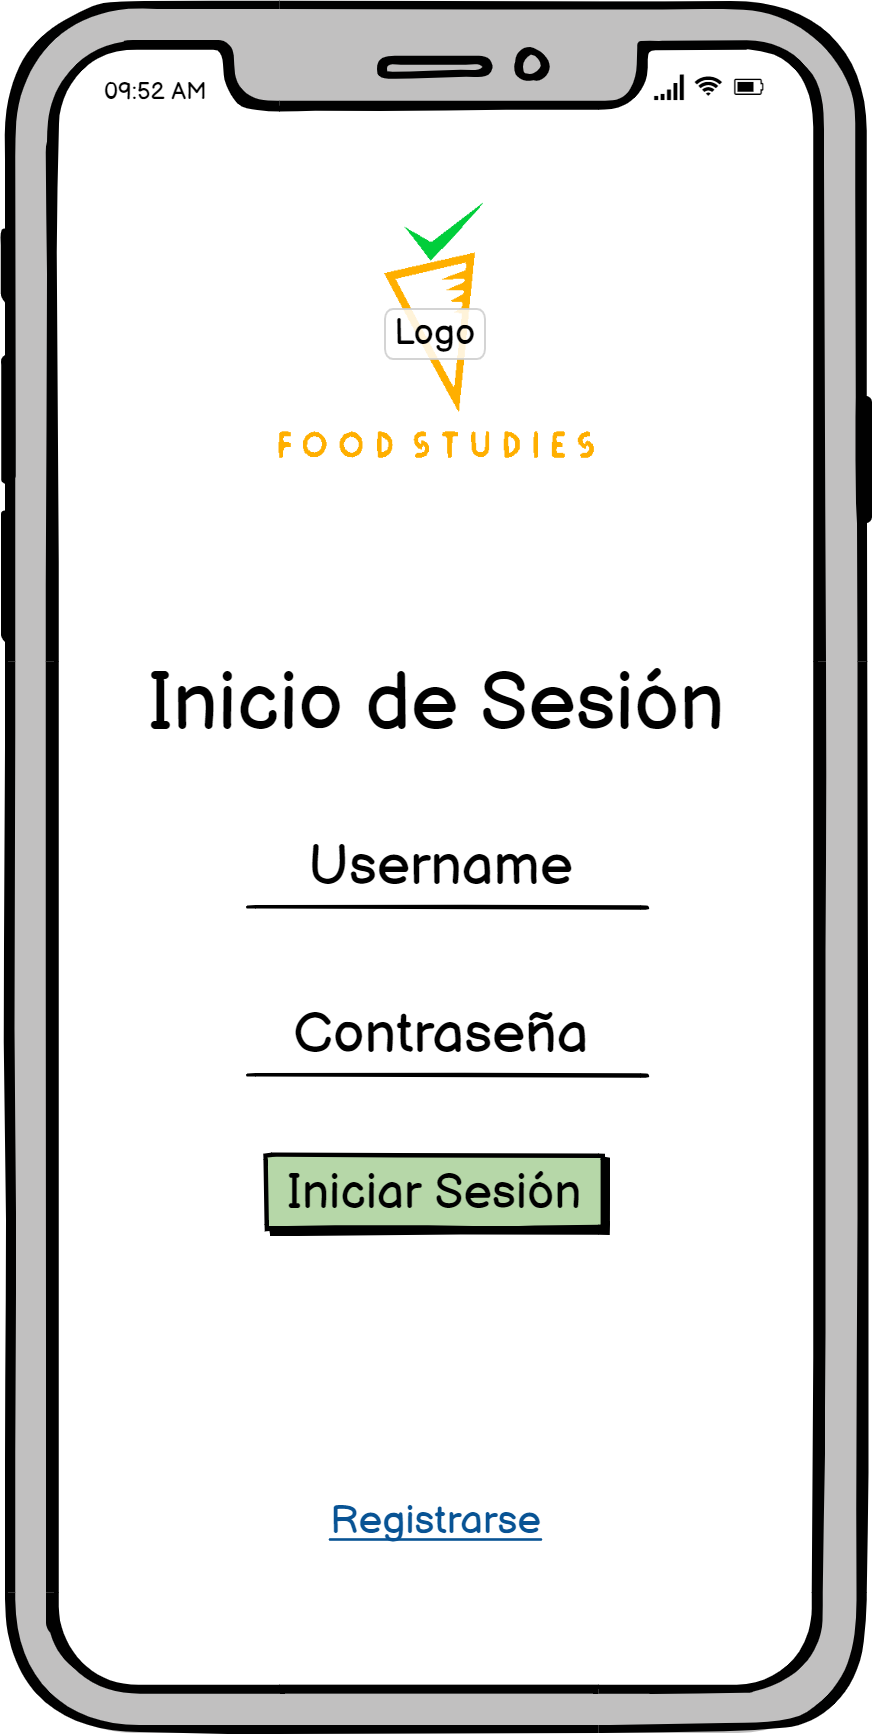 09:52 AM
Logo
FOOD STUDIES
Inicio de Sesión
Username
Contraseña
Iniciar Sesión
Registrarse